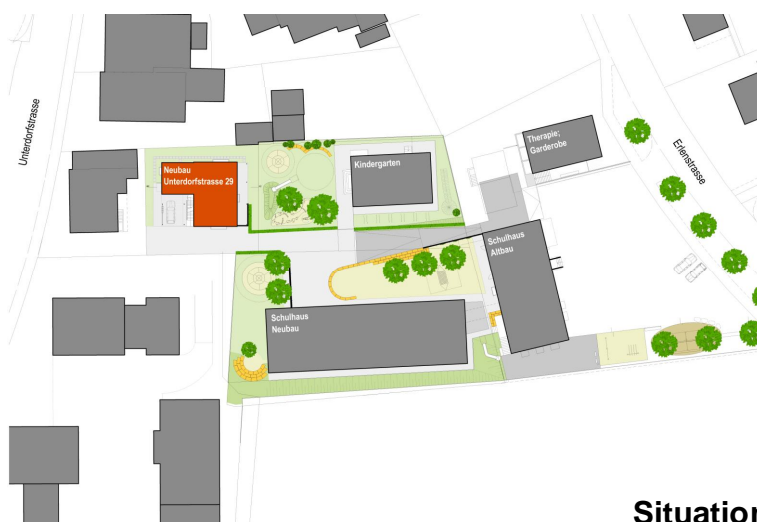 Unterdorfstrasse
Neubau
Unterdorfstrasse 29
Kindergarten
Therapie;
Garderobe
Erlenstrasse
Schulhaus
Altbau
Schulhaus
Neubau
Situation